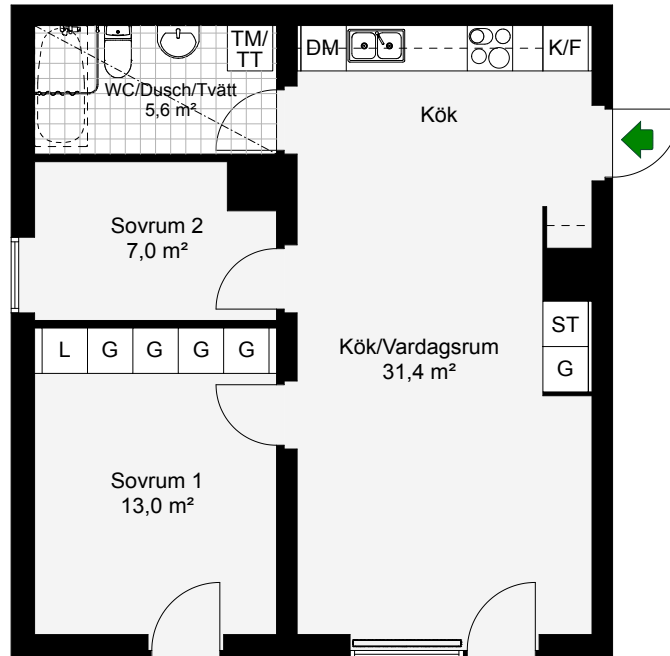 TM/
TT
DM
K/F
WC/Dusch/Tvätt
5,6 m²
Kök
Sovrum 2
7,0 m²
ST
G
L G G G G
Kök/Vardagsrum
31,4 m²
Sovrum 1
13,0 m²